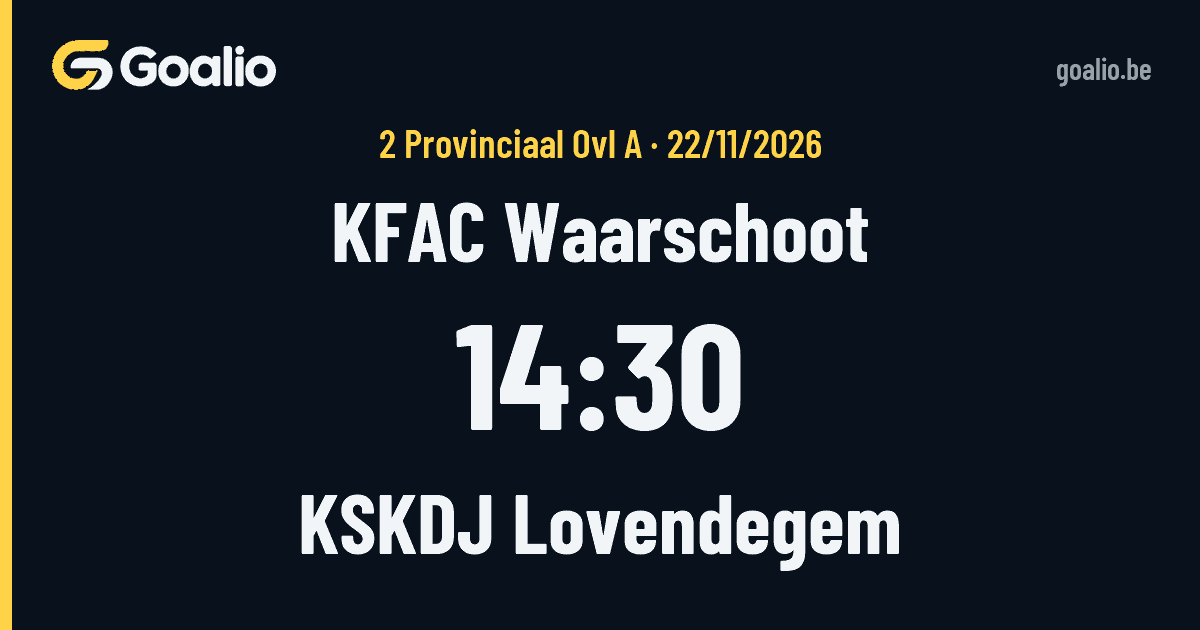 Goalio
goalio.be
2 Provinciaal Ovl A · 22/11/2026
KFAC Waarschoot
14:30
KSKDJ Lovendegem